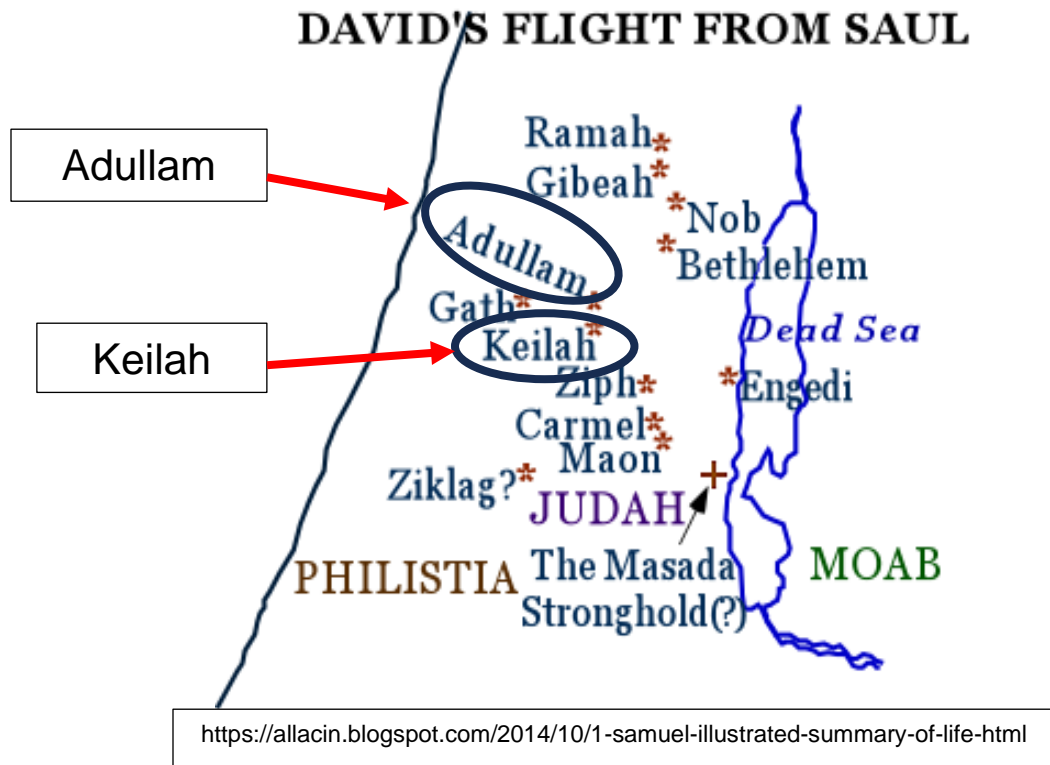 DAVID'S FLIGHT FROM SAUL
Adullam
Ramah*
Gibeah*
*Nob
Adullam*
*Bethlehem
Gath*
Keilah
Keilah*
Dead Sea
Ziph*
*Engedi
Carmel*
Maon*
Ziklag?*
JUDAH
PHILISTIA
The Masada
Stronghold(?)
MOAB
https://allacin.blogspot.com/2014/10/1-samuel-illustrated-summary-of-life-html